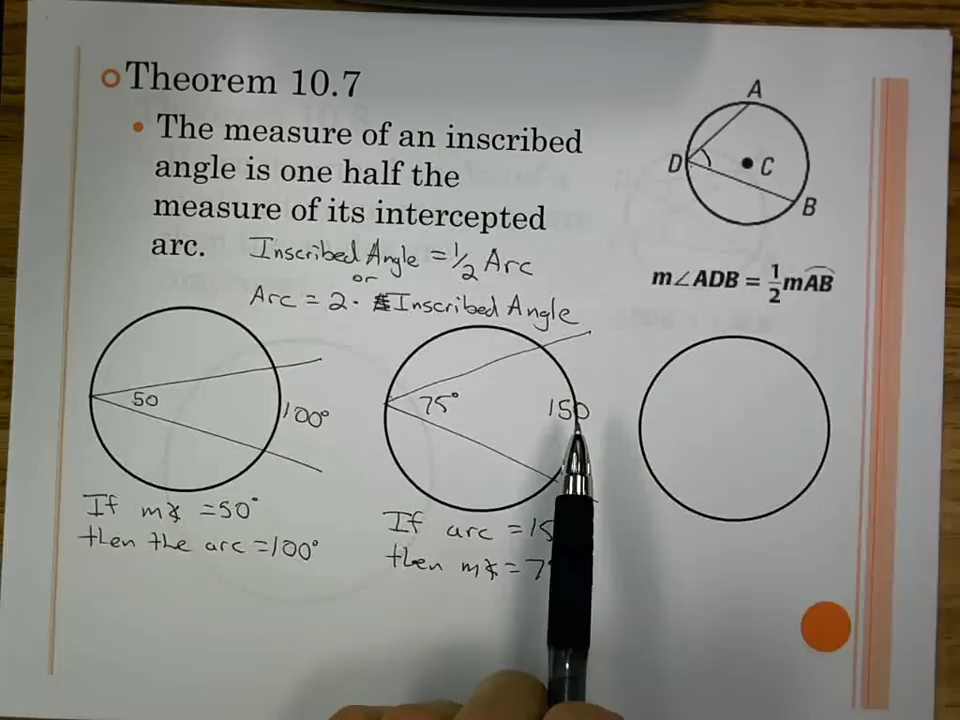 Theorem 10.7
The measure of an inscribed
angle is one half the
measure of its intercepted
arc.
Inscribed Angle = 1/2 Arc
or
Arc = 2 · Inscribed Angle
A
D
C
B
m∠ADB = 1/2 mAB
50
100°
75°
150
If m∡ = 50°
then the arc = 100°
If arc = 15
then m∡ = 7